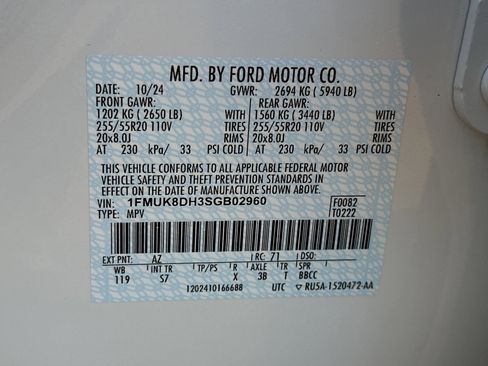 MFD. BY FORD MOTOR CO.
DATE: 10/24 GVWR: 2694 KG ( 5940 LB)
FRONT GAWR: REAR GAWR:
1202 KG ( 2650 LB) WITH 1560 KG ( 3440 LB) WITH
255/55R20 110V TIRES 255/55R20 110V TIRES
20x8.0J RIMS 20x8.0J RIMS
AT 230 kPa/ 33 PSI COLD AT 230 kPa/ 33 PSI COLD
THIS VEHICLE CONFORMS TO ALL APPLICABLE FEDERAL MOTOR
VEHICLE SAFETY AND THEFT PREVENTION STANDARDS IN
EFFECT ON THE DATE OF MANUFACTURE SHOWN ABOVE.
VIN: 1FMUK8DH3SGB02960 F0082
TYPE: MPV T0222
EXT PNT: AZ RC: 71 DSO:
WB INT TR TP/PS R AXLE TR SPR
119 S7 X 3B T BBCC
1202410166688 UTC ▽ RU5A-1520472-AA